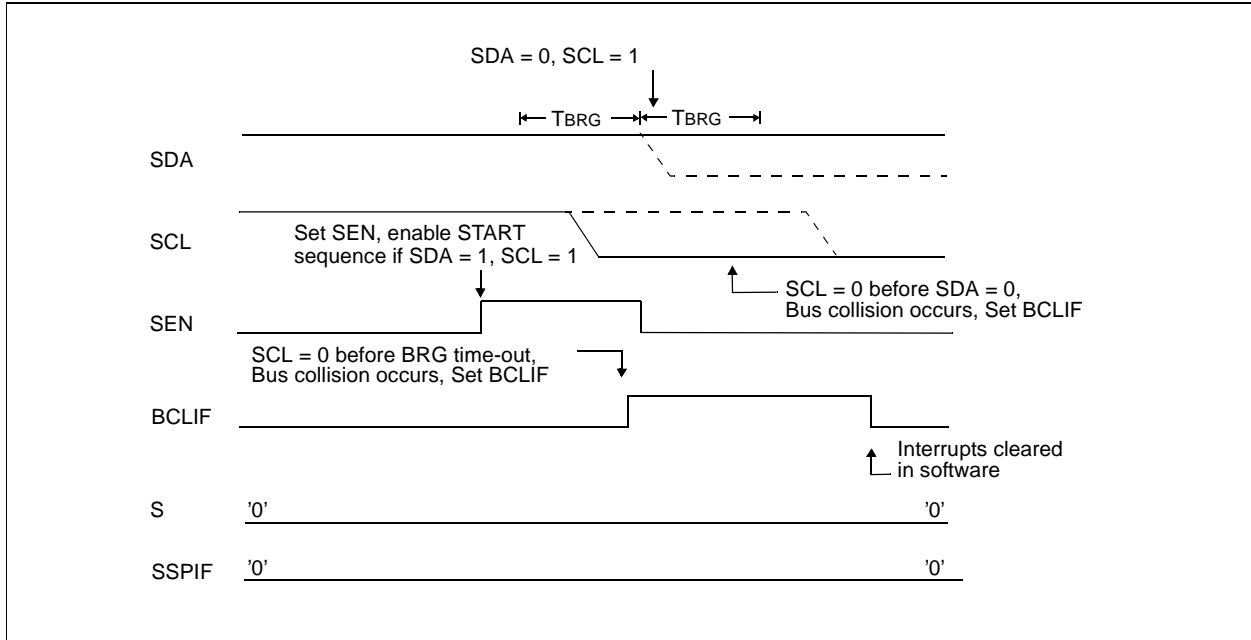 SDA = 0, SCL = 1
TBRG TBRG
SDA
SCL
Set SEN, enable START
sequence if SDA = 1, SCL = 1
SCL = 0 before SDA = 0,
Bus collision occurs, Set BCLIF
SEN
SCL = 0 before BRG time-out,
Bus collision occurs, Set BCLIF
BCLIF
Interrupts cleared
in software
S '0' '0'
SSPIF '0' '0'